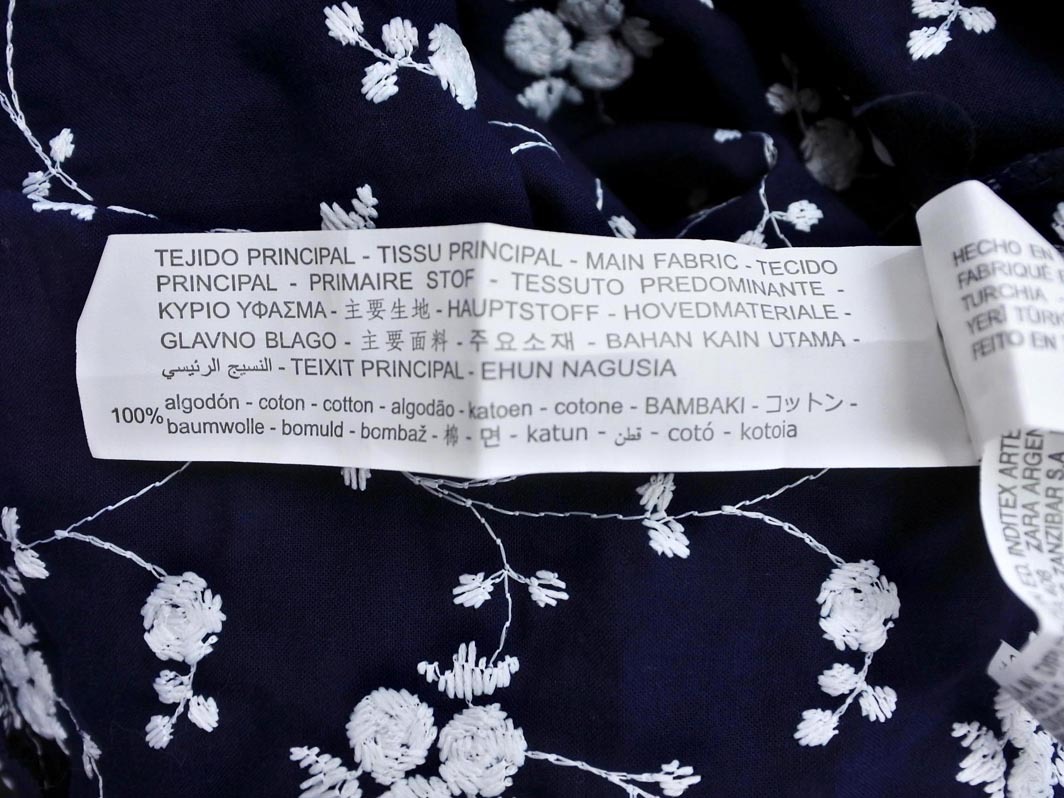 TEJIDO PRINCIPAL - TISSU PRINCIPAL - MAIN FABRIC - TECIDO
PRINCIPAL - PRIMAIRE STOF - TESSUTO PREDOMINANTE -
ΚΥΡΙΟ ΥΦΑΣΜΑ - 主要生地 - HAUPTSTOFF - HOVEDMATERIALE -
GLAVNO BLAGO - 主要面料 - 주요소재 - BAHAN KAIN UTAMA -
النسيج الرئيسي - TEIXIT PRINCIPAL - EHUN NAGUSIA
100% algodón - coton - cotton - algodão - katoen - cotone - BAMBAKI - コットン -
baumwolle - bomuld - bombaž - 棉 - 면 - katun - قطن - cotó - kotoia
HECHO EN
FABRIQUÉ
TURCHIA
YERİ
FEITO EN
INDITEX
ZARA
ZANZIBAR S.A